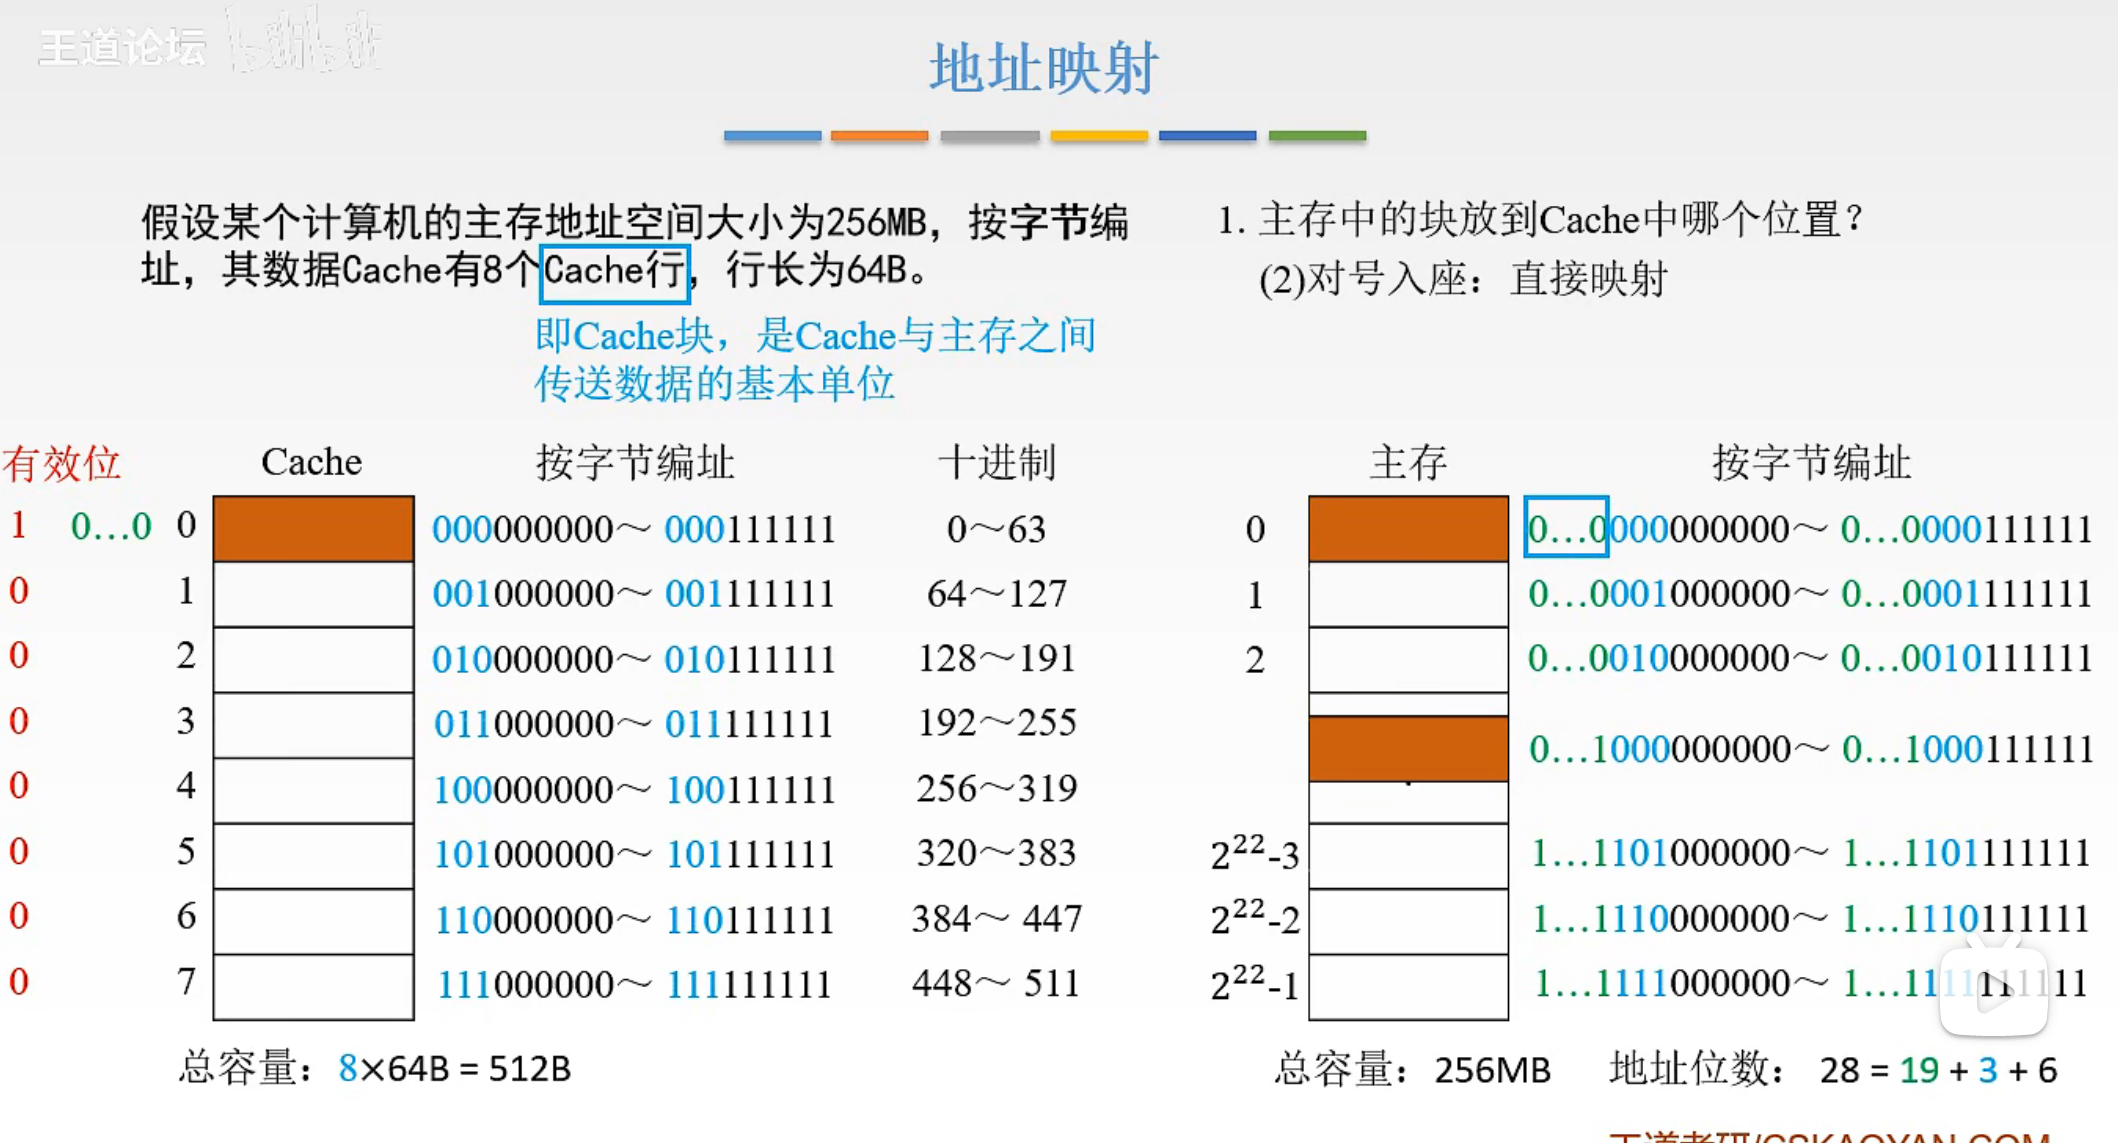 王道论坛 bilibili
地址映射
假设某个计算机的主存地址空间大小为256MB，按字节编
址，其数据Cache有8个Cache行，行长为64B。
即Cache块，是Cache与主存之间
传送数据的基本单位
1. 主存中的块放到Cache中哪个位置？
(2)对号入座：直接映射
有效位 Cache 按字节编址 十进制
1 0…0 0 000000000～ 000111111 0～63
0 1 001000000～ 001111111 64～127
0 2 010000000～ 010111111 128～191
0 3 011000000～ 011111111 192～255
0 4 100000000～ 100111111 256～319
0 5 101000000～ 101111111 320～383
0 6 110000000～ 110111111 384～ 447
0 7 111000000～ 111111111 448～ 511
总容量：8×64B = 512B
主存 按字节编址
0 0…0000000000～ 0…0000111111
1 0…0001000000～ 0…0001111111
2 0…0010000000～ 0…0010111111
0…1000000000～ 0…1000111111
2²²-3 1…1101000000～ 1…1101111111
2²²-2 1…1110000000～ 1…1110111111
2²²-1 1…1111000000～ 1…1111111111
总容量：256MB 地址位数： 28 = 19 + 3 + 6
王道考研/CSKAOYAN.COM